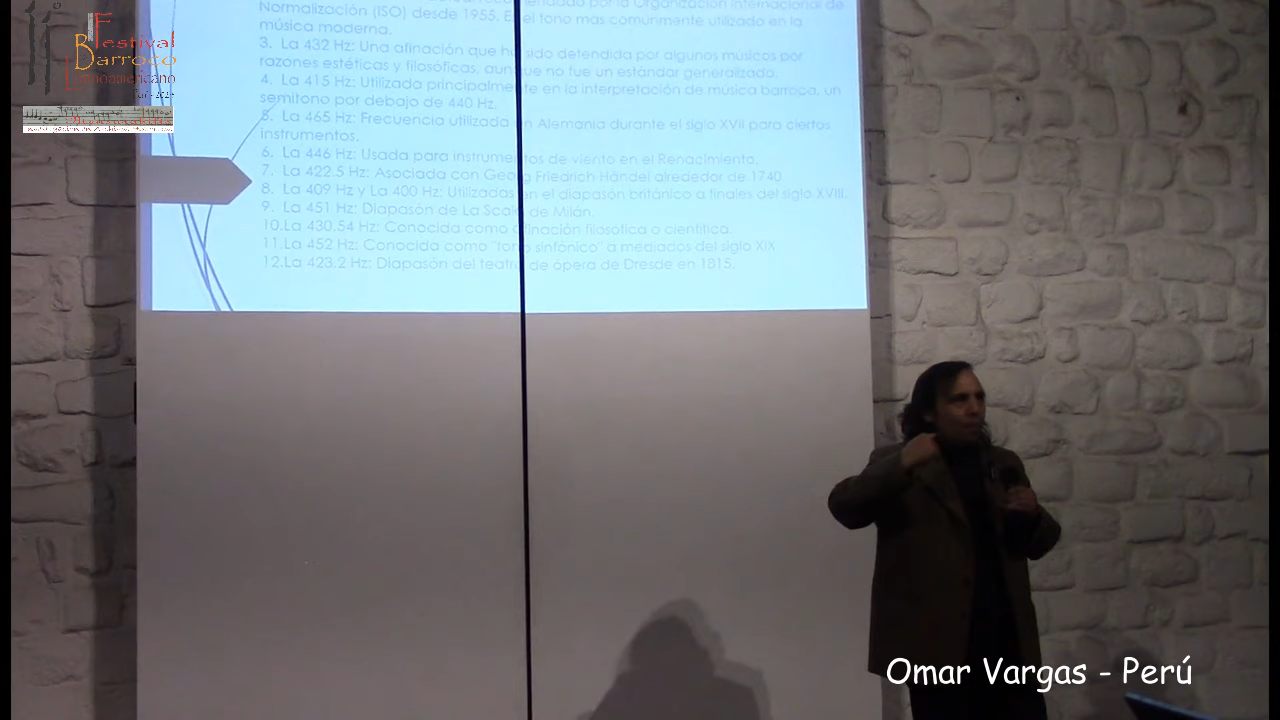 Festival
Barroco
Latinoamericano
por la Organización Internacional de
Normalización (ISO) desde 1955. Es el tono más comúnmente utilizado en la
música moderna.
3. La 432 Hz: Una afinación que ha sido defendida por algunos músicos por
razones estéticas y filosóficas, aunque no fue un estándar generalizado.
4. La 415 Hz: Utilizada principalmente en la interpretación de música barroca, un
semitono por debajo de 440 Hz.
5. La 465 Hz: Frecuencia utilizada en Alemania durante el siglo XVII para ciertos
instrumentos.
6. La 446 Hz: Usada para instrumentos de viento en el Renacimiento.
7. La 422.5 Hz: Asociada con Georg Friedrich Händel alrededor de 1740.
8. La 409 Hz y La 400 Hz: Utilizadas en el diapasón británico a finales del siglo XVIII.
9. La 451 Hz: Diapasón de La Scala de Milán.
10.La 430.54 Hz: Conocida como afinación filosófica o científica.
11.La 452 Hz: Conocida como "tono sinfónico" a mediados del siglo XIX
12.La 423.2 Hz: Diapasón del teatro de ópera de Dresde en 1815.
Omar Vargas - Perú